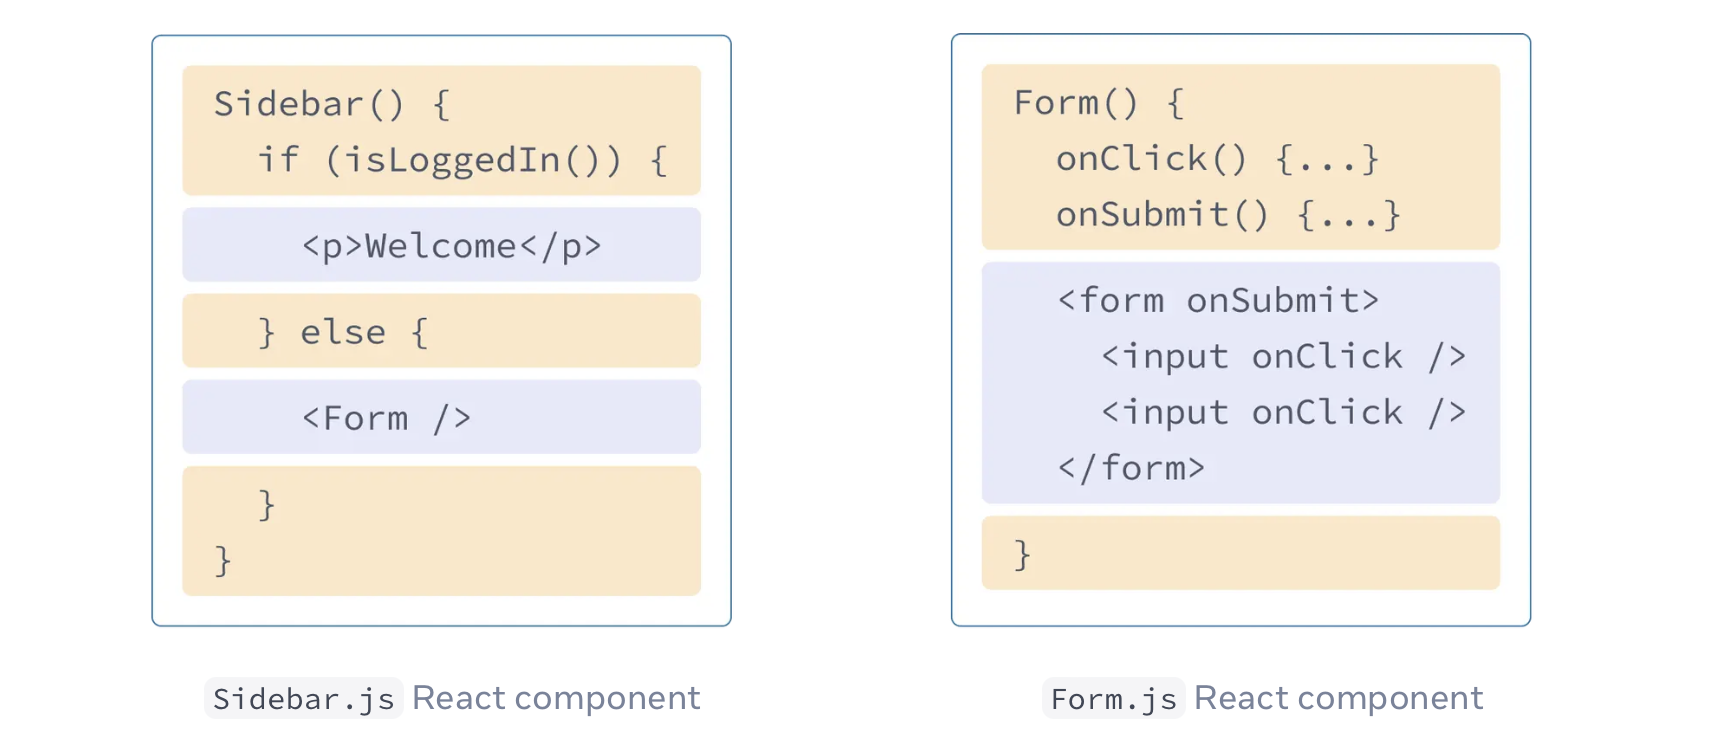 Sidebar() {
if (isLoggedIn()) {
<p>Welcome</p>
} else {
<Form />
}
}
Sidebar.js React component
Form() {
onClick() {...}
onSubmit() {...}
<form onSubmit>
<input onClick />
<input onClick />
</form>
}
Form.js React component